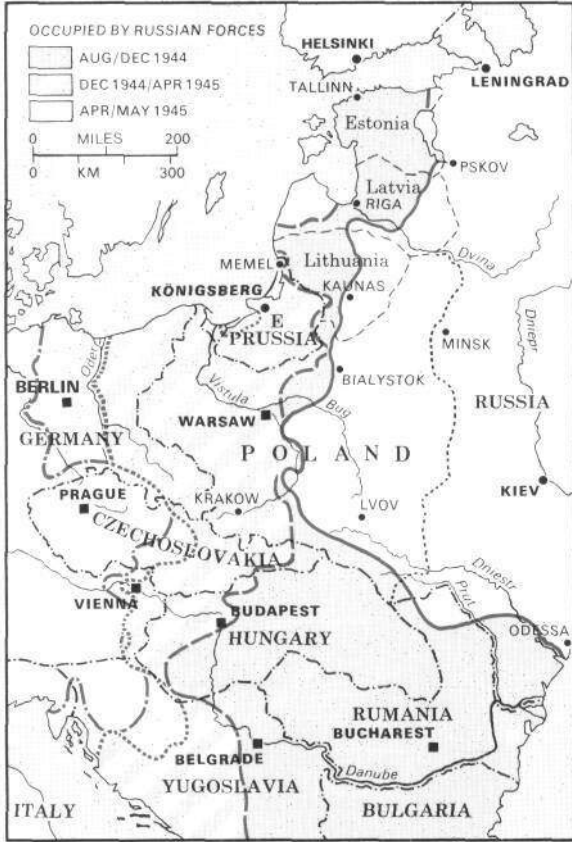 OCCUPIED BY RUSSIAN FORCES
AUG/DEC 1944
DEC 1944/APR 1945
APR/MAY 1945
0 MILES 200
0 KM 300
HELSINKI
LENINGRAD
TALLINN
Estonia
PSKOV
Latvia
RIGA
Dvina
MEMEL
Lithuania
KAUNAS
KÖNIGSBERG
E
PRUSSIA
MINSK
Dniepr
Oder
BIALYSTOK
BERLIN
Vistula
RUSSIA
WARSAW
Bug
GERMANY
POLAND
PRAGUE
KRAKOW
LVOV
KIEV
CZECHOSLOVAKIA
Dniestr
VIENNA
Prut
BUDAPEST
HUNGARY
ODESSA
RUMANIA
BUCHAREST
BELGRADE
Danube
YUGOSLAVIA
ITALY
BULGARIA